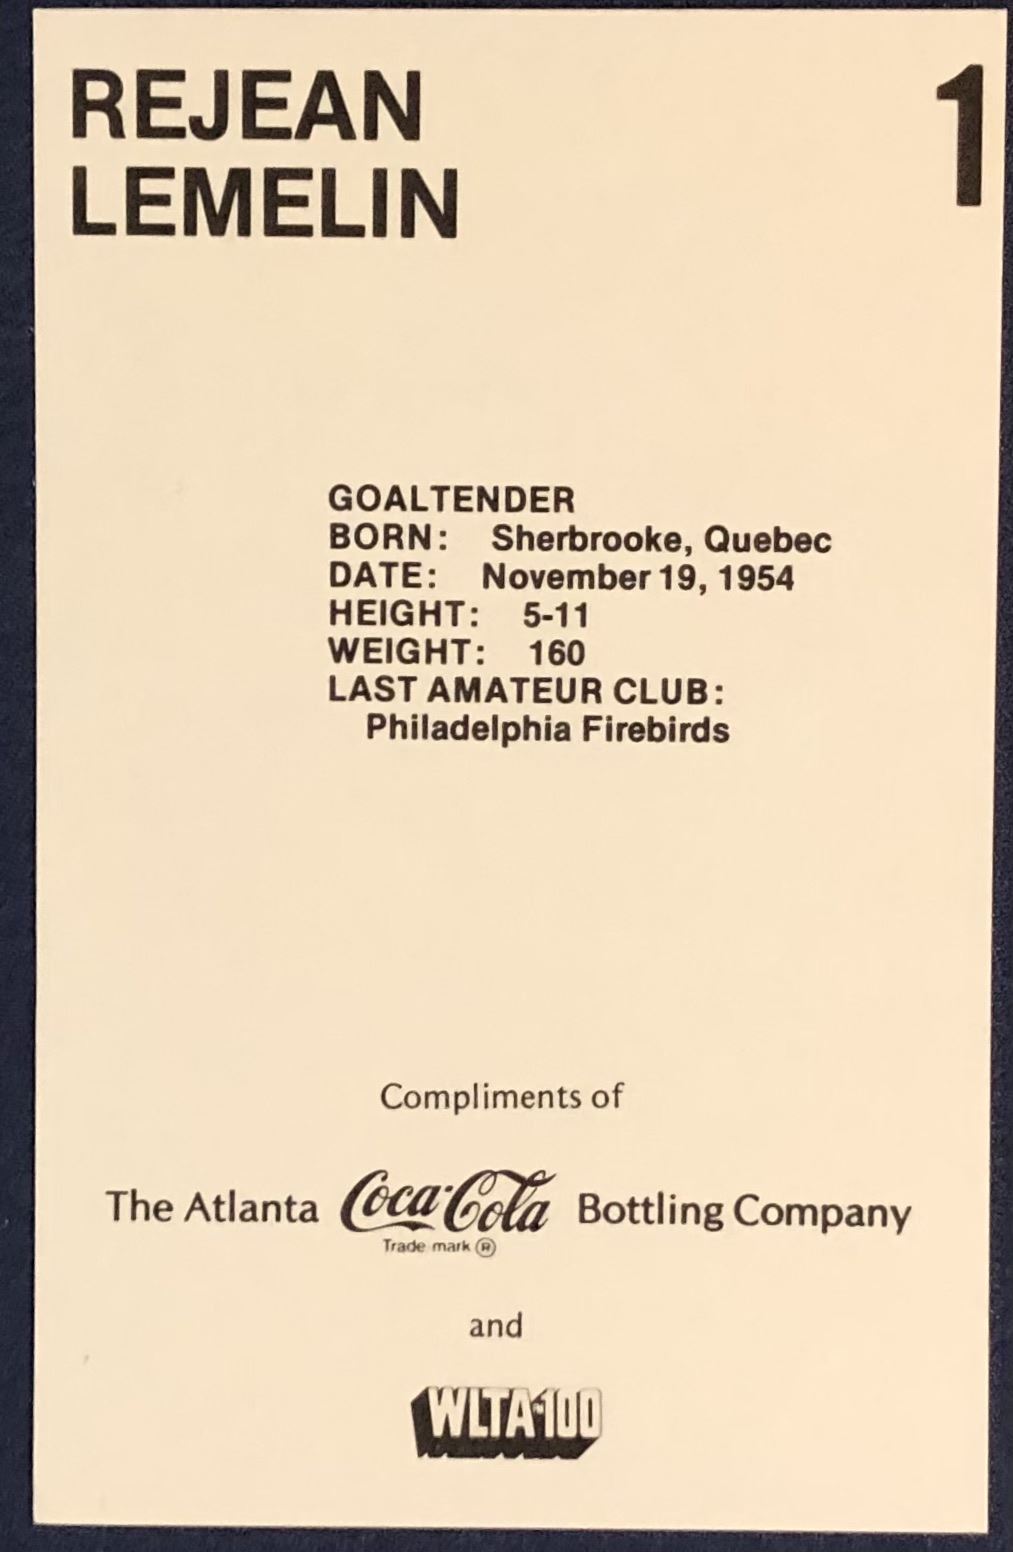 REJEAN
LEMELIN
1
GOALTENDER
BORN: Sherbrooke, Quebec
DATE: November 19, 1954
HEIGHT: 5-11
WEIGHT: 160
LAST AMATEUR CLUB:
Philadelphia Firebirds
Compliments of
The Atlanta Coca-Cola Bottling Company
Trade mark ®
and
WLTA-100